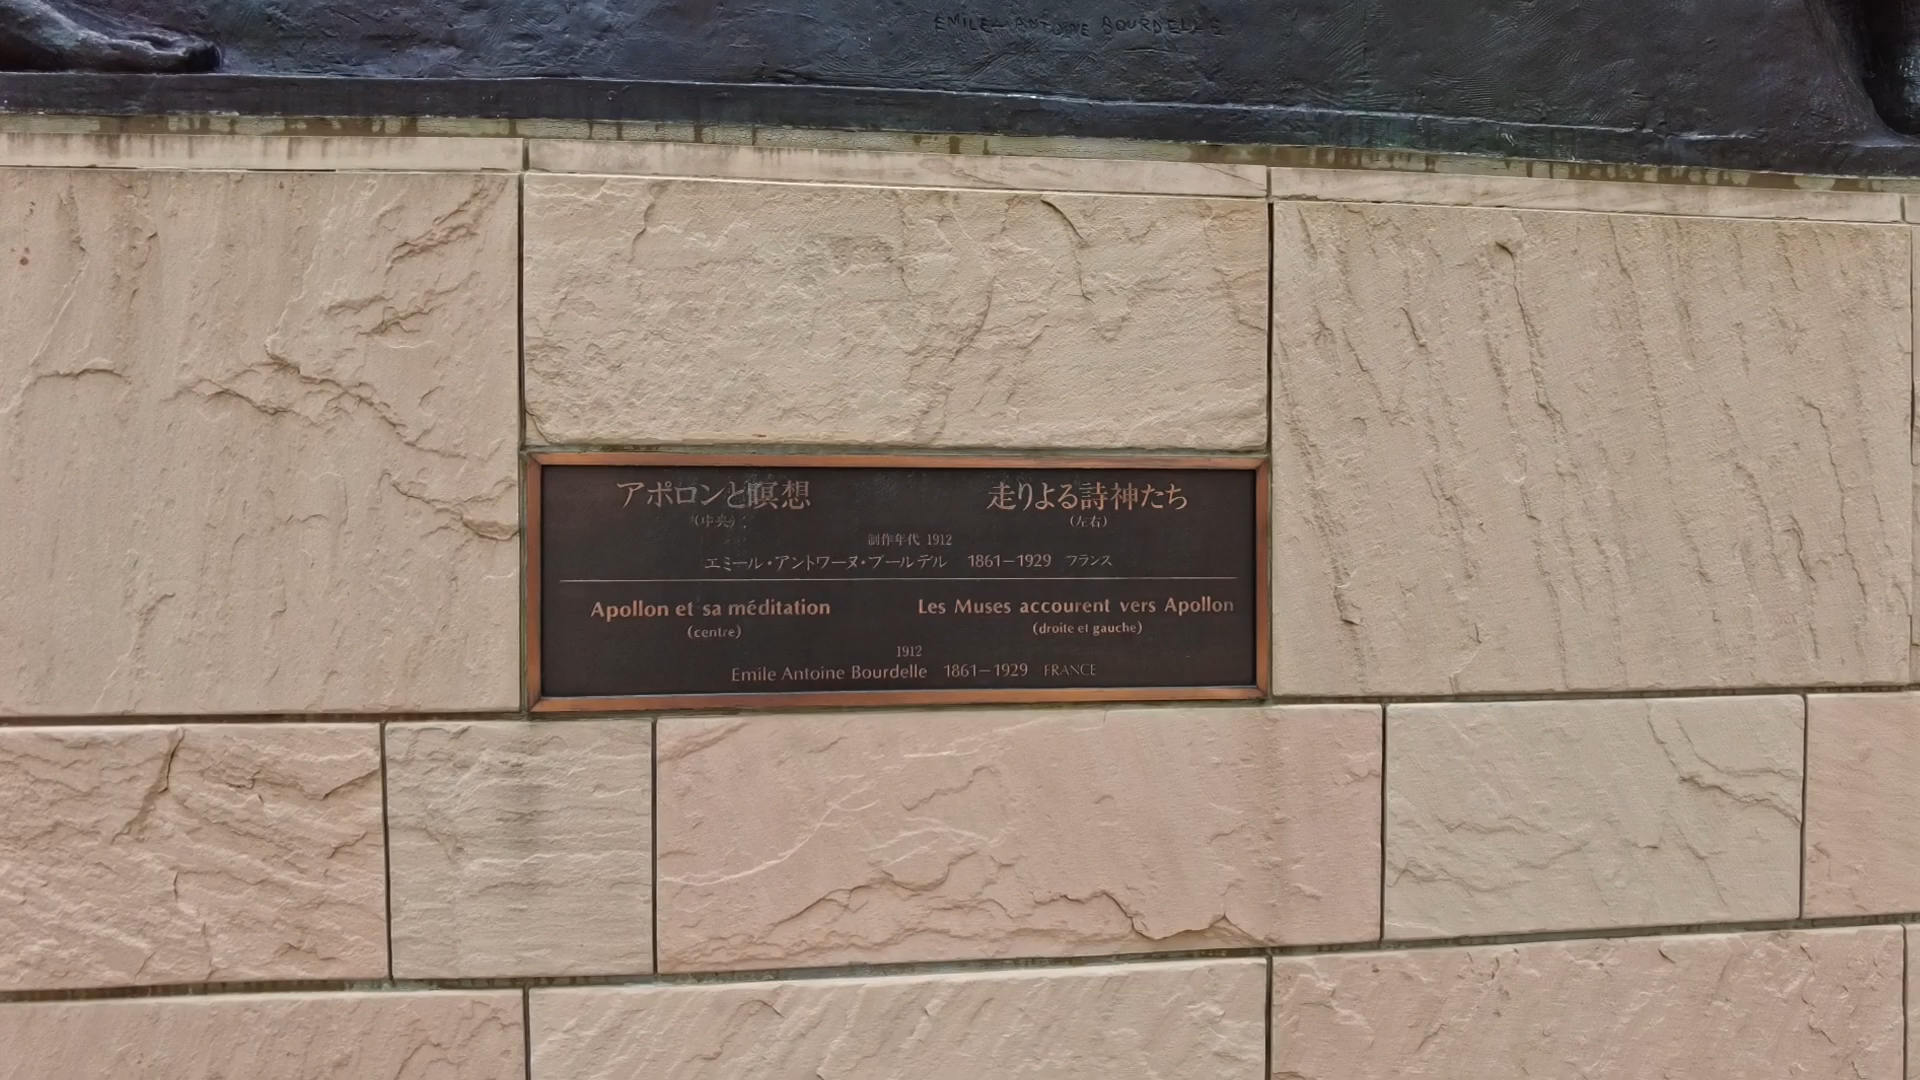 EMILE-ANTOINE BOURDELLE
アポロンと瞑想 走りよる詩神たち
(中央) (左右)
制作年代 1912
エミール・アントワーヌ・ブールデル 1861−1929 フランス
Apollon et sa méditation Les Muses accourent vers Apollon
(centre) (droite et gauche)
1912
Emile Antoine Bourdelle 1861−1929 FRANCE